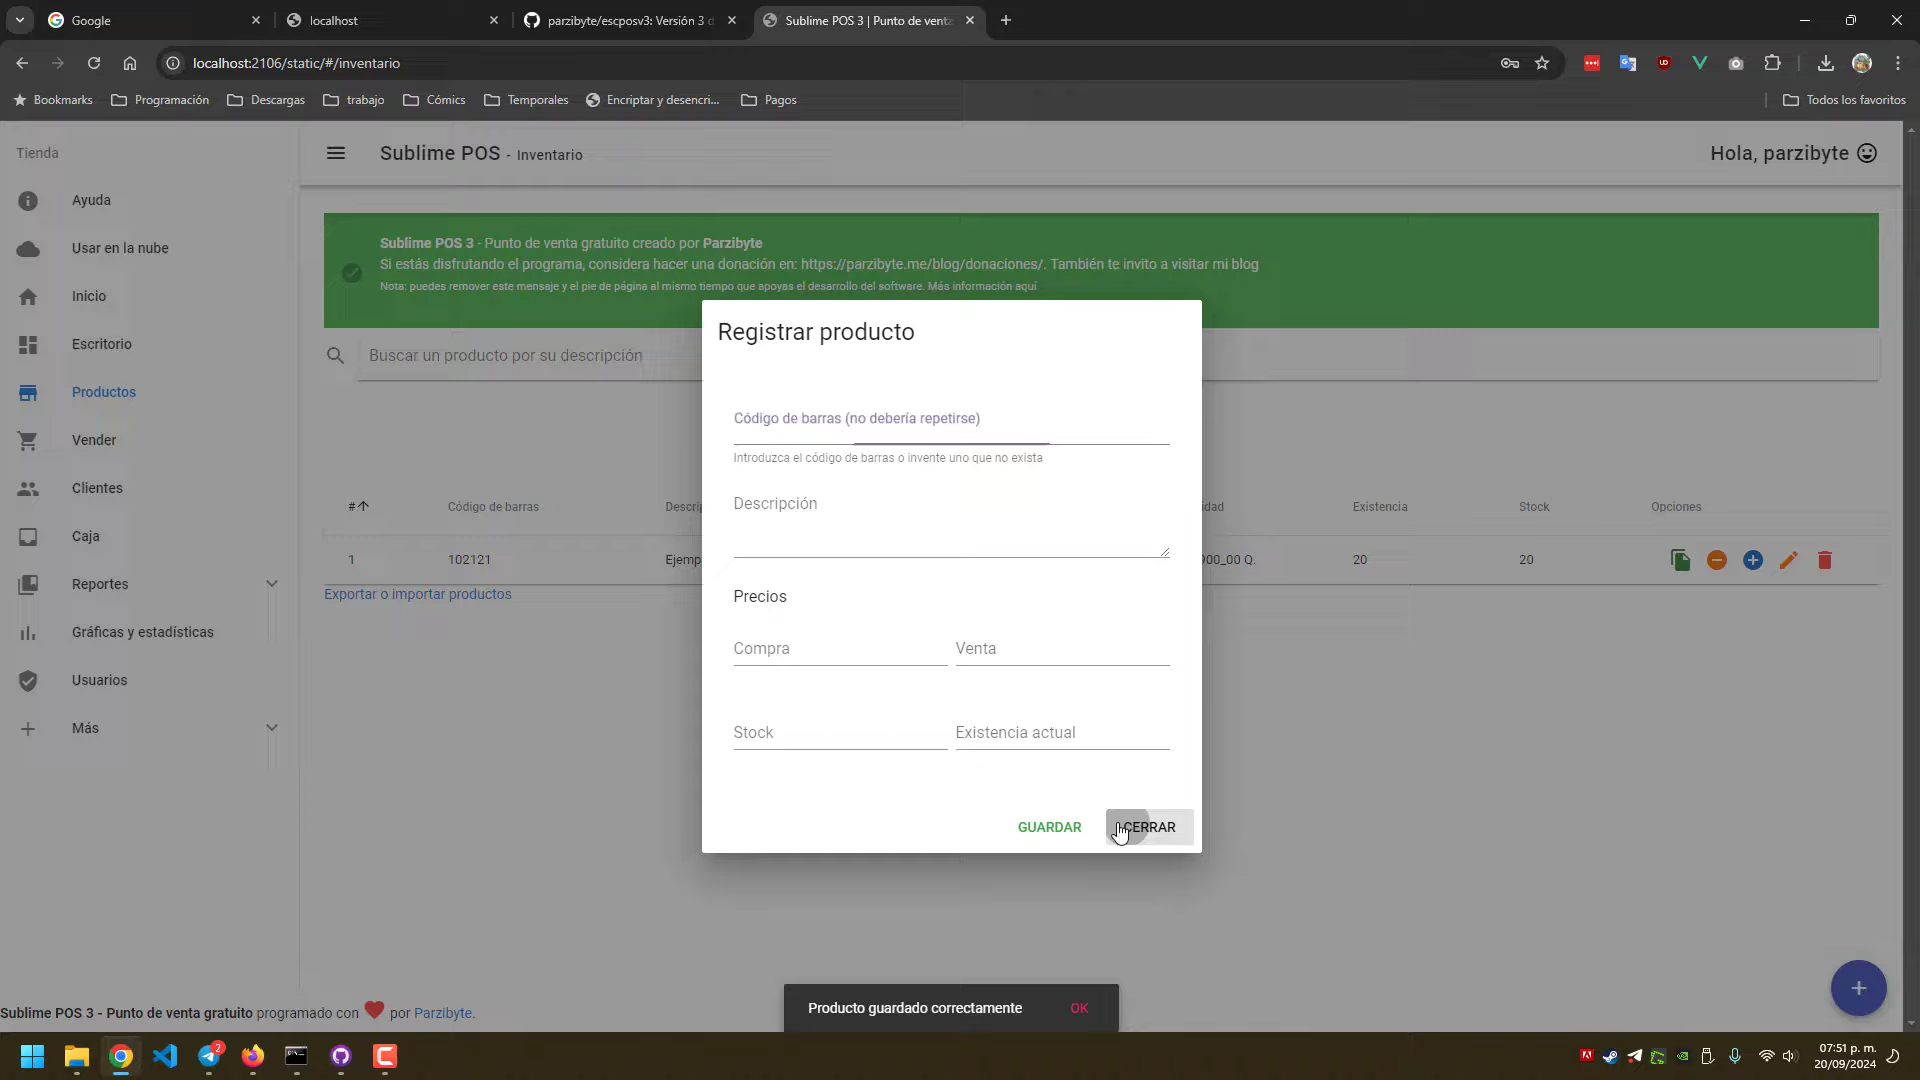 Google
localhost
parzibyte/escposv3: Versión 3 d
Sublime POS 3 | Punto de venta
localhost:2106/static/#/inventario
Bookmarks
Programación
Descargas
trabajo
Cómics
Temporales
Encriptar y desencri...
Pagos
Todos los favoritos
Tienda
Sublime POS - Inventario
Hola, parzibyte
Ayuda
Usar en la nube
Inicio
Escritorio
Productos
Vender
Clientes
Caja
Reportes
Gráficas y estadísticas
Usuarios
Más
Sublime POS 3 - Punto de venta gratuito creado por Parzibyte
Si estás disfrutando el programa, considera hacer una donación en: https://parzibyte.me/blog/donaciones/. También te invito a visitar mi blog
Nota: puedes remover este mensaje y el pie de página al mismo tiempo que apoyas el desarrollo del software. Más información aquí
Buscar un producto por su descripción
Registrar producto
Código de barras (no debería repetirse)
Introduzca el código de barras o invente uno que no exista
Descripción
Precios
Compra
Venta
Stock
Existencia actual
GUARDAR
CERRAR
#
Código de barras
Descrip
idad
Existencia
Stock
Opciones
1
102121
Ejemp
900_00 Q.
20
20
Exportar o importar productos
Producto guardado correctamente
OK
Sublime POS 3 - Punto de venta gratuito programado con por Parzibyte.
2
07:51 p. m.
20/09/2024